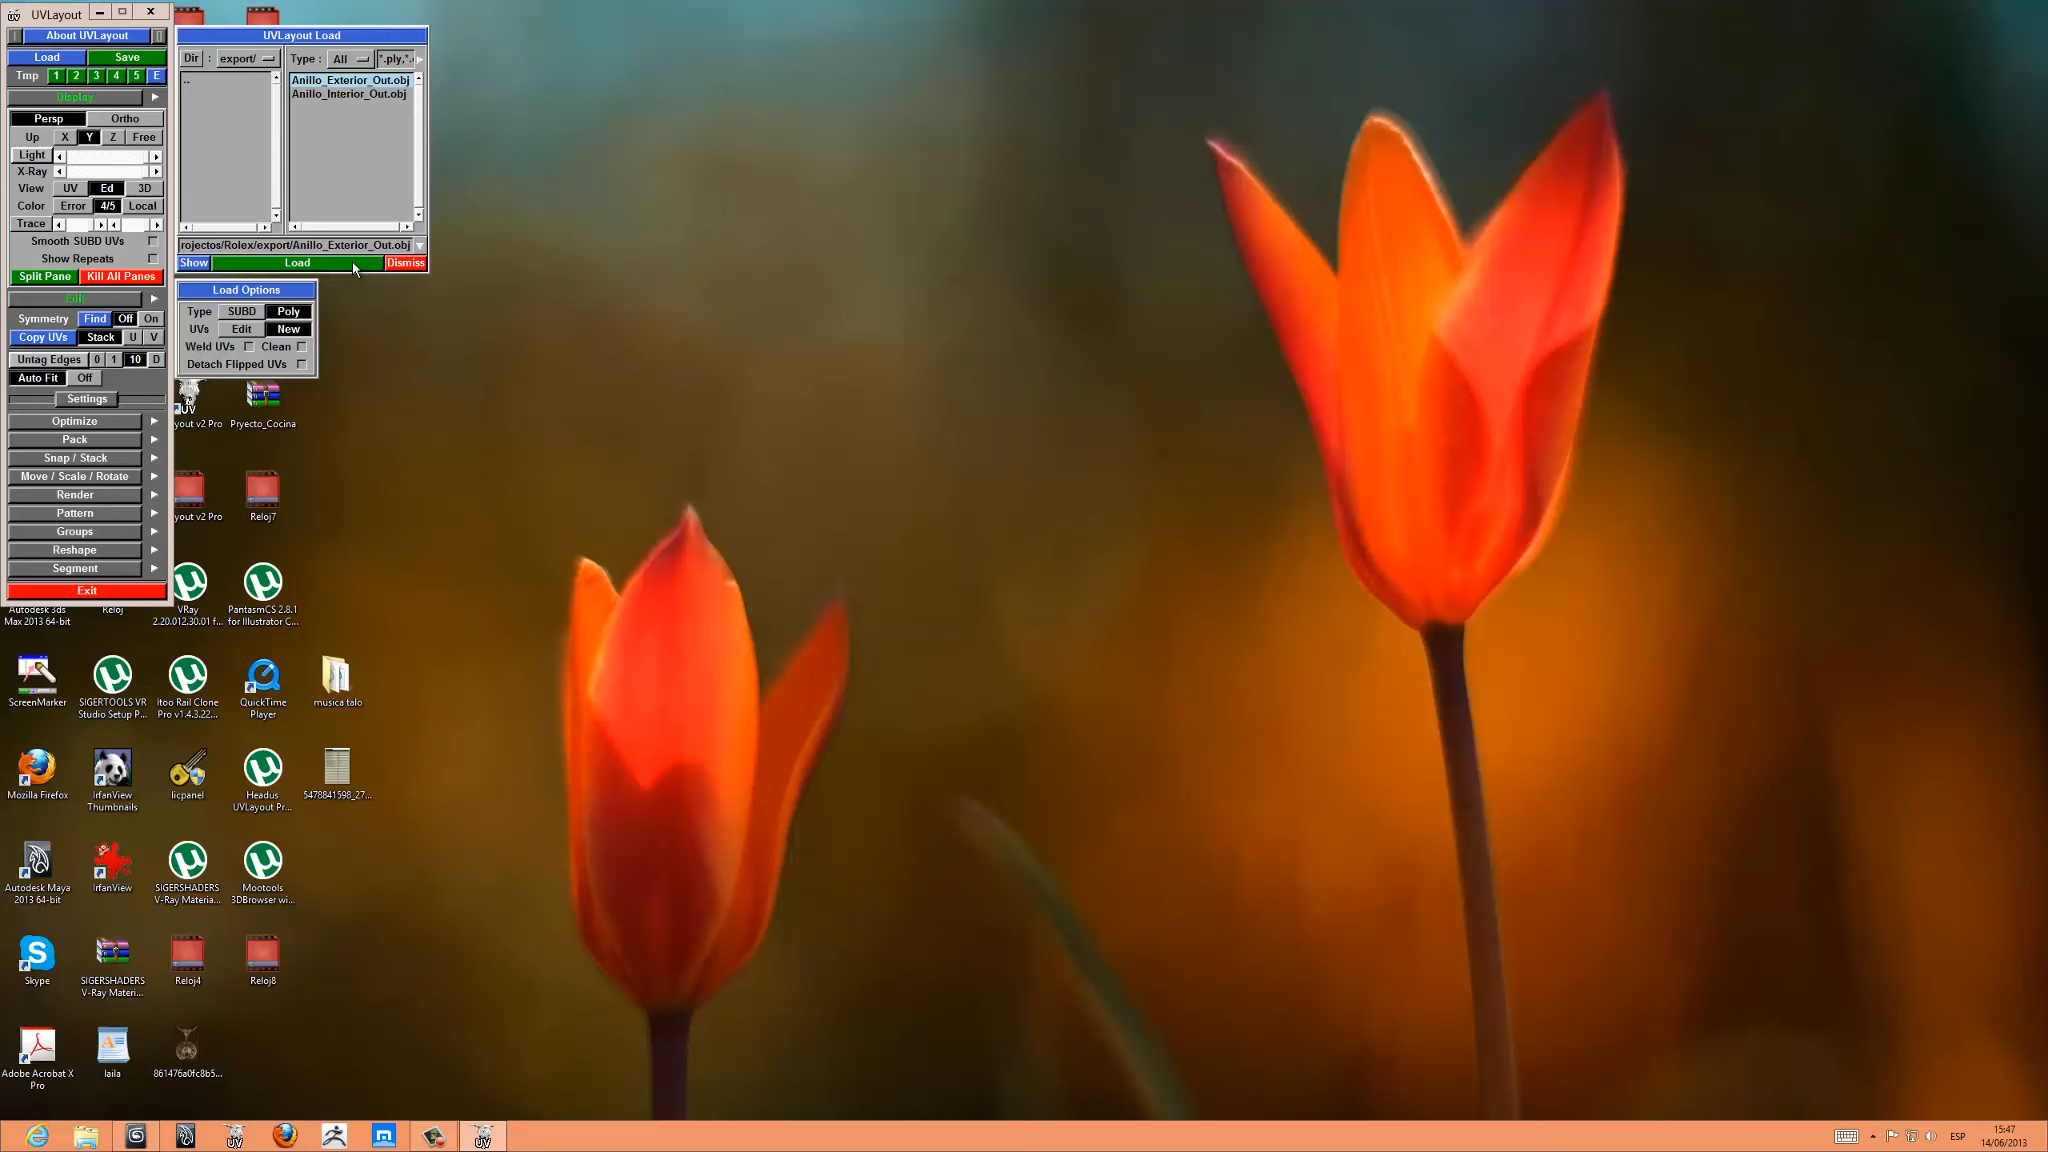 UVLayout
About UVLayout
Load Save
Tmp 1 2 3 4 5 E
Display
Persp Ortho
Up X Y Z Free
Light
X-Ray
View UV Ed 3D
Color Error 4/5 Local
Trace
Smooth SUBD UVs
Show Repeats
Split Pane Kill All Panes
Edit
Symmetry Find Off On
Copy UVs Stack U V
Untag Edges 0 1 10 D
Auto Fit Off
Settings
Optimize
Pack
Snap / Stack
Move / Scale / Rotate
Render
Pattern
Groups
Reshape
Segment
Exit
UVLayout Load
Dir : export/ Type : All *.ply,*.
..
Anillo_Exterior_Out.obj
Anillo_Interior_Out.obj
rojectos/Rolex/export/Anillo_Exterior_Out.obj
Show Load Dismiss
Load Options
Type SUBD Poly
UVs Edit New
Weld UVs Clean
Detach Flipped UVs
UV
yout v2 Pro Pryecto_Cocina
yout v2 Pro Reloj7
Autodesk 3ds
Max 2013 64-bit
Reloj
VRay
2.20.012.30.01 f...
PantasmCS 2.8.1
for Illustrator C...
ScreenMarker
SIGERTOOLS VR
Studio Setup P...
Itoo Rail Clone
Pro v1.4.3.22...
QuickTime
Player
musica talo
Mozilla Firefox
IrfanView
Thumbnails
licpanel
Headus
UVLayout Pr...
5478841598_27...
Autodesk Maya
2013 64-bit
IrfanView
SIGERSHADERS
V-Ray Materia...
Mootools
3DBrowser wi...
Skype
SIGERSHADERS
V-Ray Materi...
Reloj4
Reloj8
Adobe Acrobat X
Pro
laila
861476a0fc8b5...
UV
UV
ESP
15:47
14/06/2013